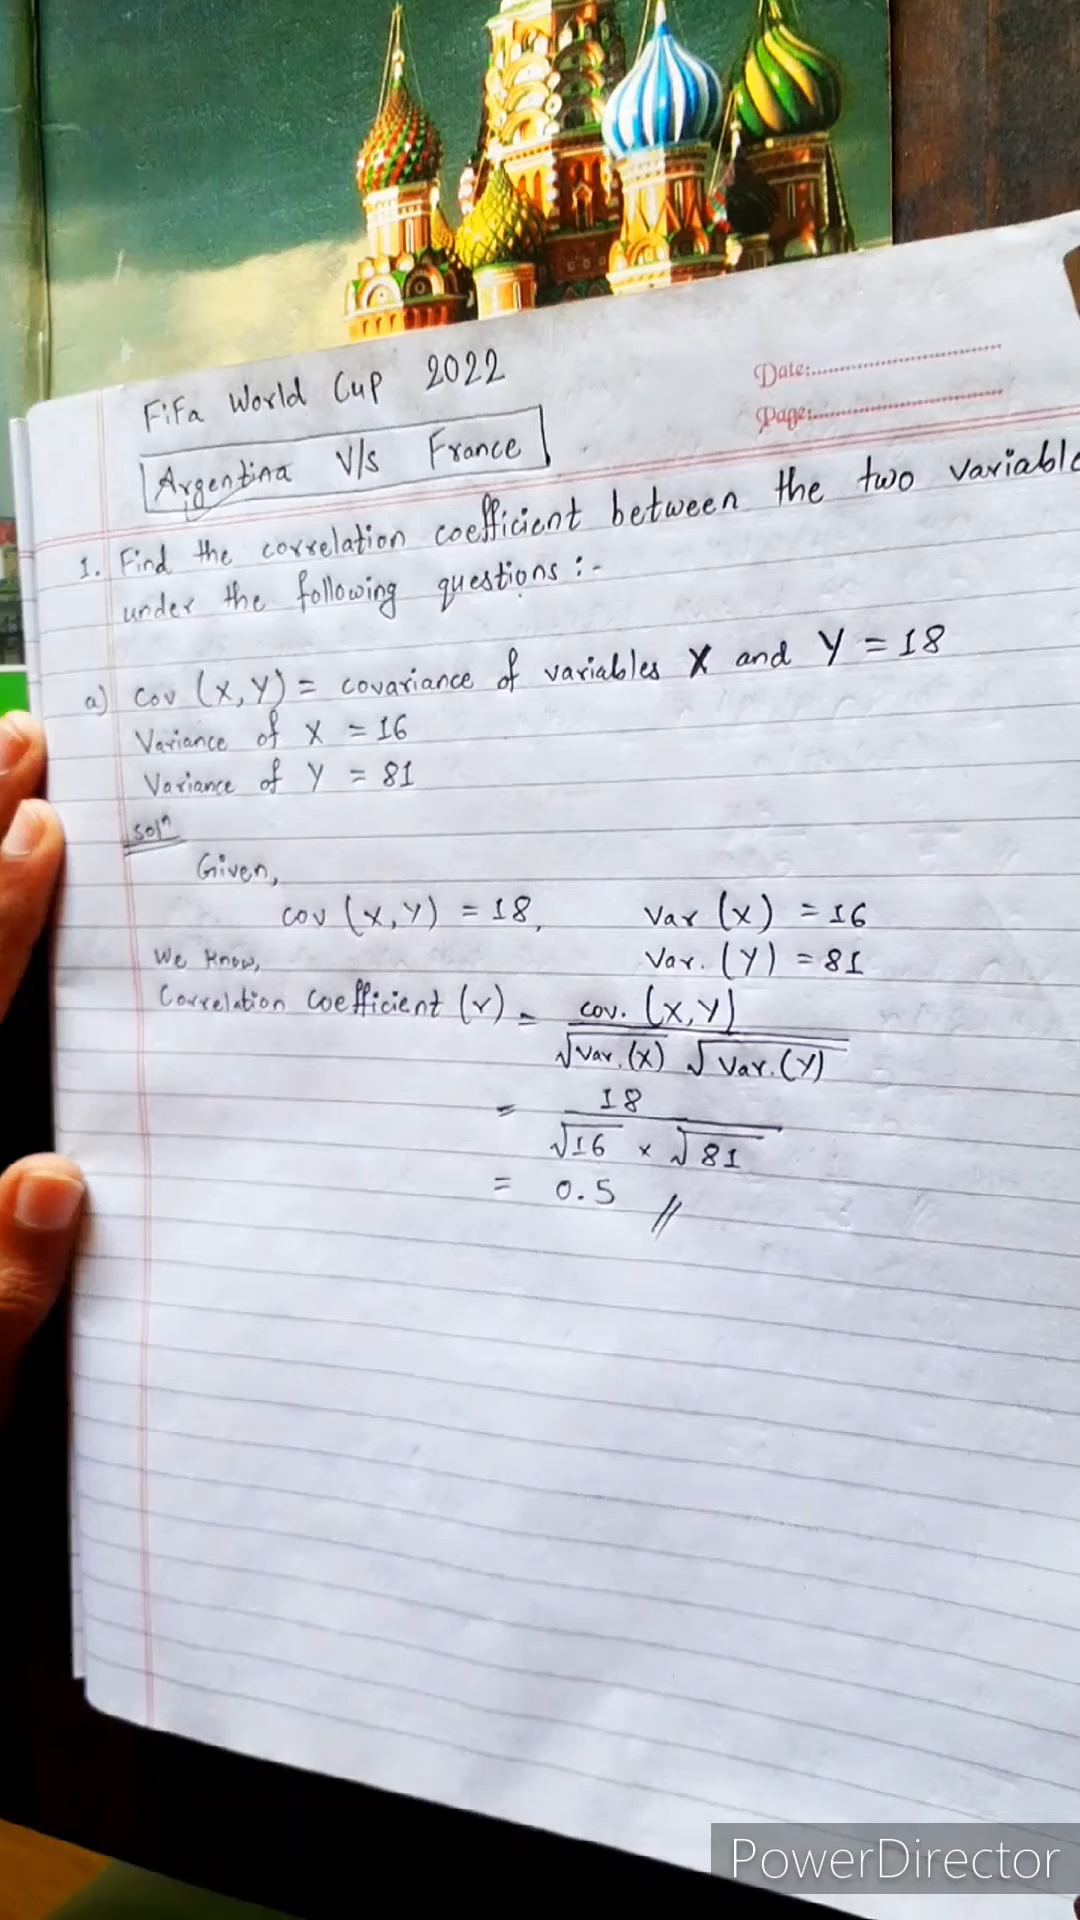 FiFa World Cup 2022
Date:
Page:
Argentina V/s France
1. Find the correlation coefficient between the two variable
under the following questions :-
a) Cov (X,Y) = covariance of variables X and Y = 18
Variance of X = 16
Variance of Y = 81
Solⁿ
Given,
cov (X,Y) = 18, Var (X) = 16
We know, Var. (Y) = 81
Correlation Coefficient (r) = cov. (X,Y)
√Var.(X) √Var.(Y)
= 18
√16 × √81
= 0.5 //
PowerDirector